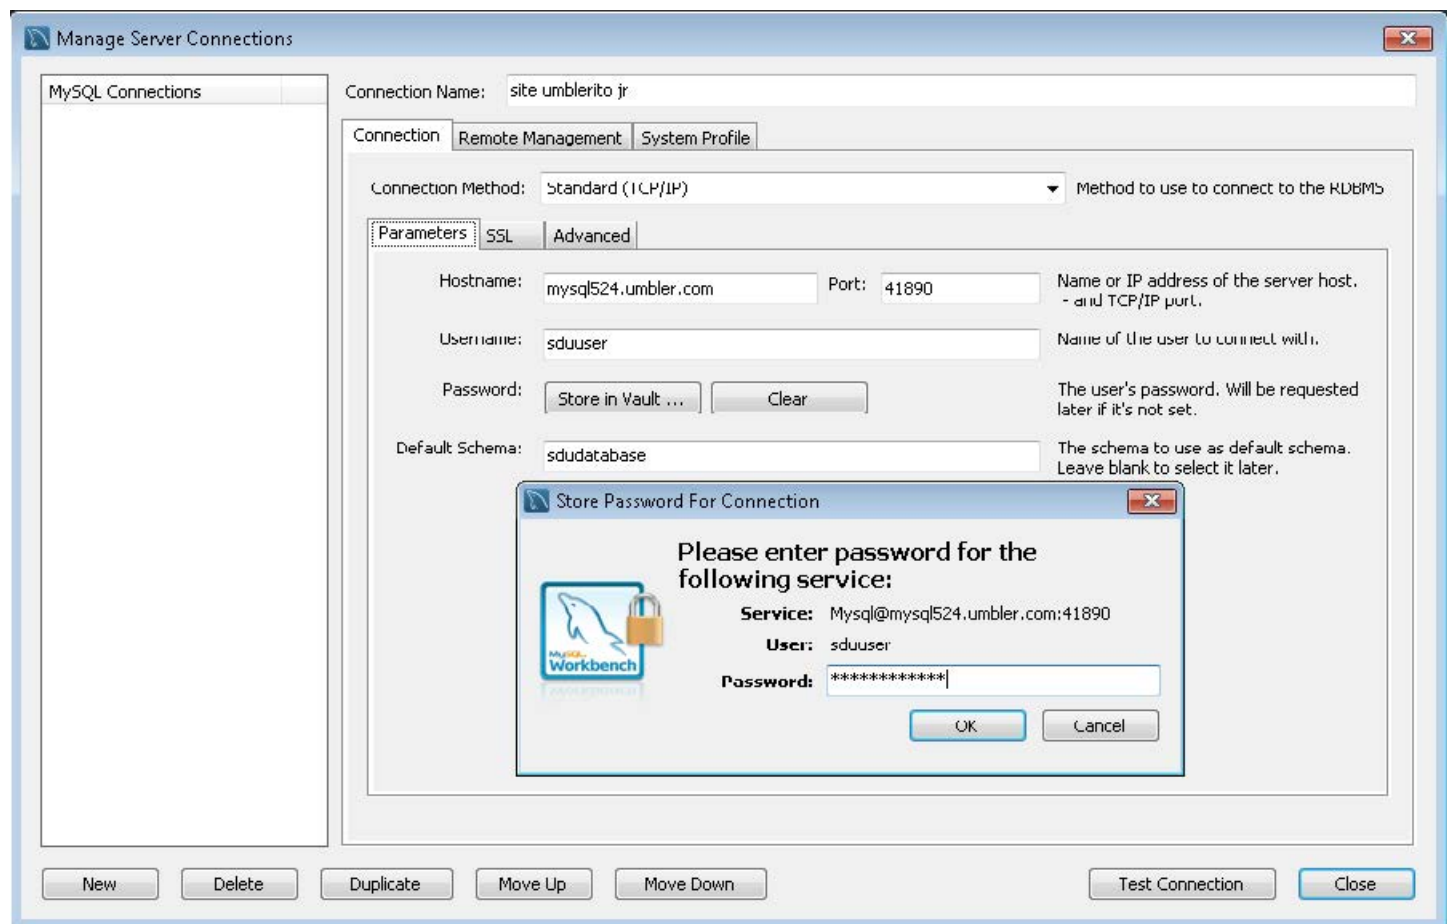 Manage Server Connections
MySQL Connections
Connection Name: site umblerito jr
Connection Remote Management System Profile
Connection Method: Standard (TCP/IP) Method to use to connect to the RDBMS
Parameters SSL Advanced
Hostname: mysql524.umbler.com Port: 41890 Name or IP address of the server host.
- and TCP/IP port.
Username: sduuser Name of the user to connect with.
Password: Store in Vault ... Clear The user's password. Will be requested
later if it's not set.
Default Schema: sdudatabase The schema to use as default schema.
Leave blank to select it later.
Store Password For Connection
Please enter password for the
following service:
Service: Mysql@mysql524.umbler.com:41890
User: sduuser
Password: ************
MySQL
Workbench
OK Cancel
New Delete Duplicate Move Up Move Down Test Connection Close